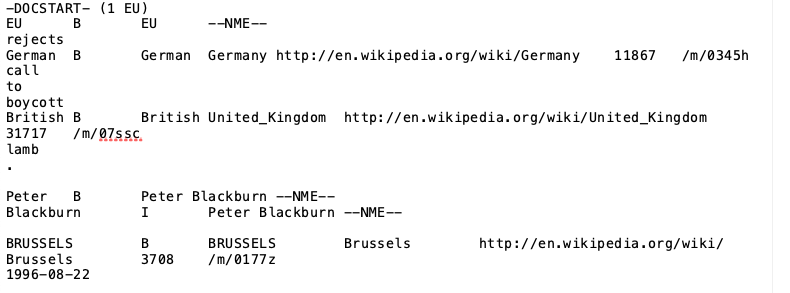 -DOCSTART- (1 EU)
EU B EU --NME--
rejects
German B German Germany http://en.wikipedia.org/wiki/Germany 11867 /m/0345h
call
to
boycott
British B British United_Kingdom http://en.wikipedia.org/wiki/United_Kingdom
31717 /m/07ssc
lamb
.
Peter B Peter Blackburn --NME--
Blackburn I Peter Blackburn --NME--
BRUSSELS B BRUSSELS Brussels http://en.wikipedia.org/wiki/
Brussels 3708 /m/0177z
1996-08-22